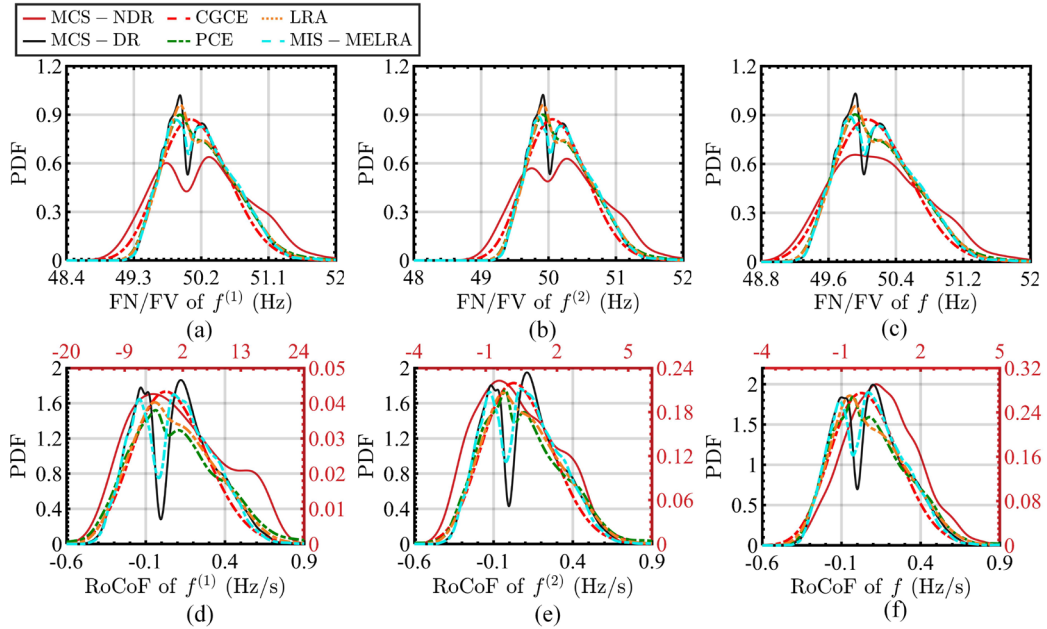 MCS – NDR CGCE LRA
MCS – DR PCE MIS – MELRA
1.2 1.2 1.2
0.9 0.9 0.9
PDF PDF PDF
0.6 0.6 0.6
0.3 0.3 0.3
0 0 0
48.4 49.3 50.2 51.1 52 48 49 50 51 52 48.8 49.6 50.4 51.2 52
FN/FV of f⁽¹⁾ (Hz) FN/FV of f⁽²⁾ (Hz) FN/FV of f (Hz)
(a) (b) (c)
-20 -9 2 13 24 -4 -1 2 5 -4 -1 2 5
2 0.05 2 0.24 0.32
1.6 0.04 1.6 0.18 2 0.28
1.2 0.03 1.2 1.5
PDF PDF 0.12 PDF 0.16
0.8 0.02 0.8 1
0.4 0.01 0.4 0.06 0.5 0.08
0 0 0 0 0 0.00
-0.6 -0.1 0.4 0.9 -0.6 -0.1 0.4 0.9 -0.6 -0.1 0.4 0.9
RoCoF of f⁽¹⁾ (Hz/s) RoCoF of f⁽²⁾ (Hz/s) RoCoF of f (Hz/s)
(d) (e) (f)